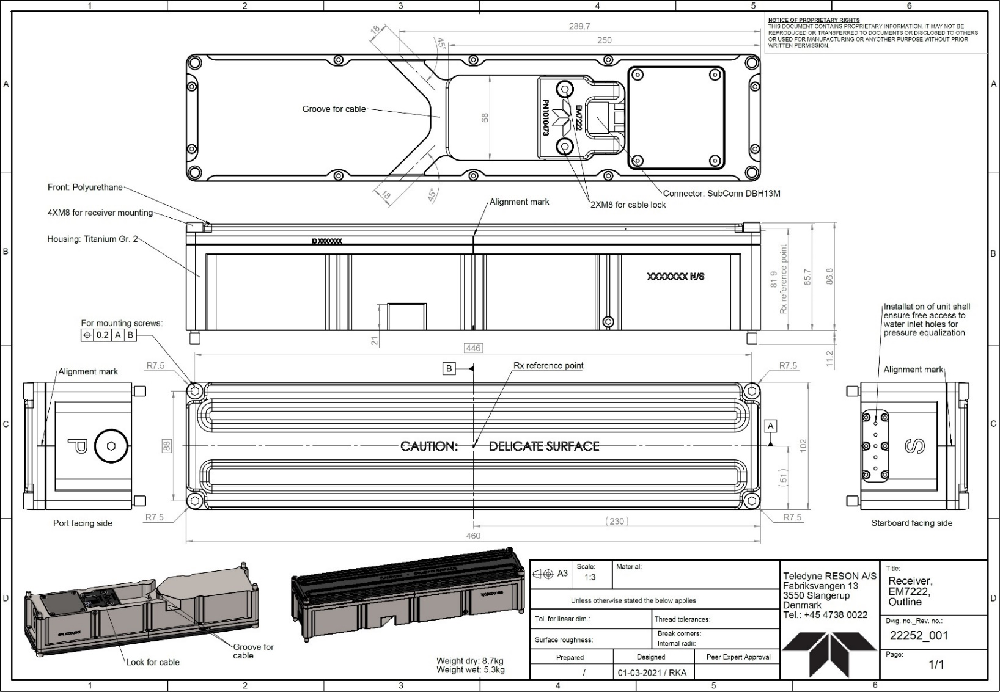 1 2 3 4 5 6
NOTICE OF PROPRIETARY RIGHTS
THIS DOCUMENT CONTAINS PROPRIETARY INFORMATION. IT MAY NOT BE
REPRODUCED OR TRANSFERRED TO DOCUMENTS OR DISCLOSED TO OTHERS
OR USED FOR MANUFACTURING OR ANYOTHER PURPOSE WITHOUT PRIOR
WRITTEN PERMISSION.
289.7
18
45°
250
A A
Groove for cable
68
PN1010473
EM7222
18
45°
Connector: SubConn DBH13M
2XM8 for cable lock
B
Front: Polyurethane
4XM8 for receiver mounting
Housing: Titanium Gr. 2
Alignment mark
ID XXXXXXX
XXXXXXX N/S
B
81.9
Rx reference point
85.7
86.8
21
11.2
Installation of unit shall
ensure free access to
water inlet holes for
pressure equalization
For mounting screws:
0.2 A B
446
R7.5
B
Rx reference point
R7.5
Alignment mark
Alignment mark
C C
88
P
CAUTION: DELICATE SURFACE
A
102
(51)
S
R7.5
R7.5
Port facing side
(230)
460
Starboard facing side
D D
CAUTION: DELICATE SURFACE
S/N XXXXXXX
Groove for
cable
Lock for cable
Weight dry: 8.7kg
Weight wet: 5.3kg
A3
Scale:
1:3
Material:
Unless otherwise stated the below applies
Tol. for linear dim.:
Thread tolerances:
Surface roughness:
Break corners:
Internal radii:
Prepared
Designed
Peer Expert Approval
/
01-03-2021 / RKA
Teledyne RESON A/S
Fabriksvangen 13
3550 Slangerup
Denmark
Tel.: +45 4738 0022
Title:
Receiver,
EM7222,
Outline
Dwg. no._Rev. no.:
22252_001
Page:
1/1
1 2 3 4 5 6